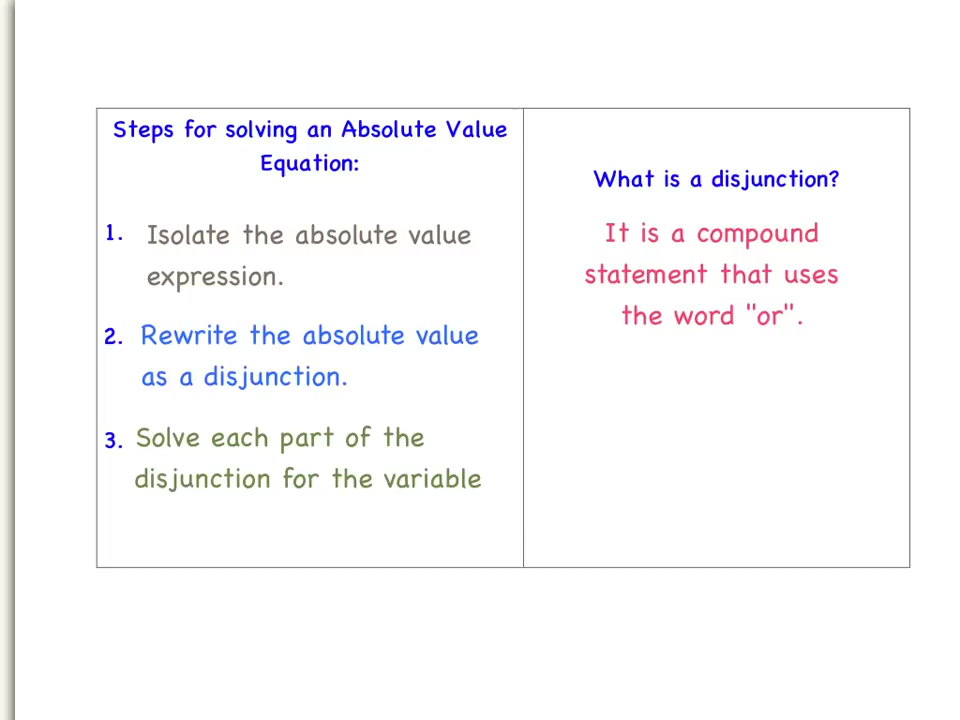 Steps for solving an Absolute Value
Equation:
1. Isolate the absolute value
expression.
2. Rewrite the absolute value
as a disjunction.
3. Solve each part of the
disjunction for the variable
What is a disjunction?
It is a compound
statement that uses
the word "or".